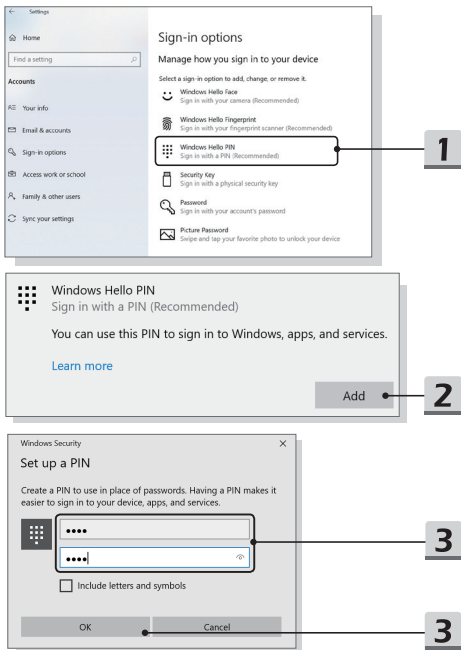 Settings
Home
Find a setting
Accounts
Your info
Email & accounts
Sign-in options
Access work or school
Family & other users
Sync your settings
Sign-in options
Manage how you sign in to your device
Select a sign-in option to add, change, or remove it.
Windows Hello Face
Sign in with your camera (Recommended)
Windows Hello Fingerprint
Sign in with your fingerprint scanner (Recommended)
Windows Hello PIN
Sign in with a PIN (Recommended)
Security Key
Sign in with a physical security key
Password
Sign in with your account's password
Picture Password
Swipe and tap your favorite photo to unlock your device
1
Windows Hello PIN
Sign in with a PIN (Recommended)
You can use this PIN to sign in to Windows, apps, and services.
Learn more
Add
2
Windows Security
Set up a PIN
Create a PIN to use in place of passwords. Having a PIN makes it
easier to sign in to your device, apps, and services.
3
Include letters and symbols
OK
Cancel
3